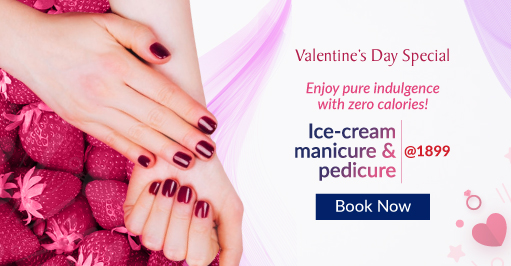 Valentine's Day Special
Enjoy pure indulgence
with zero calories!
Ice-cream
manicure &
pedicure
@1899
Book Now